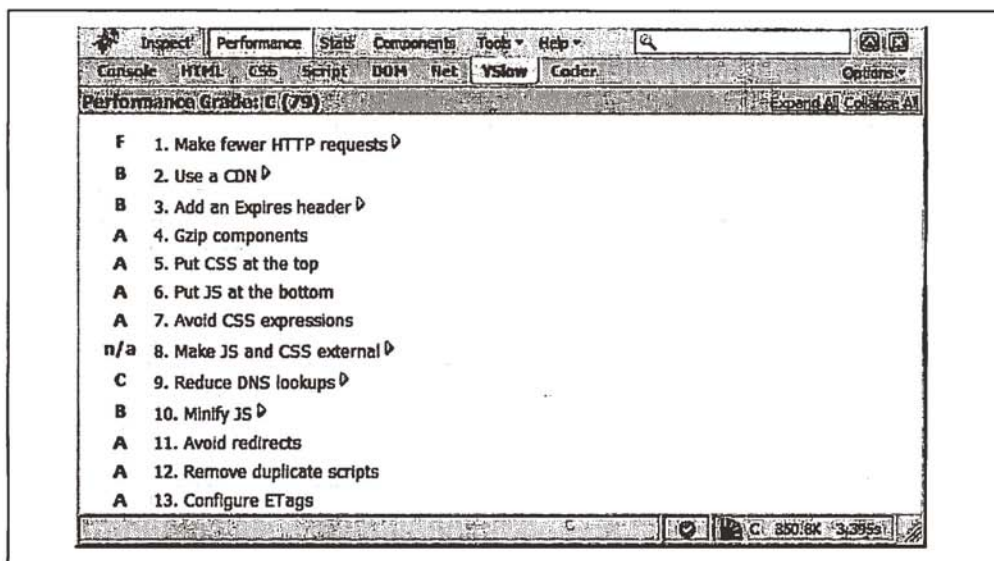 Inspect Performance Stats Components Tools Help
Console HTML CSS Script DOM Net YSlow Coder Options
Performance Grade: C (79) Expand All Collapse All
F 1. Make fewer HTTP requests
B 2. Use a CDN
B 3. Add an Expires header
A 4. Gzip components
A 5. Put CSS at the top
A 6. Put JS at the bottom
A 7. Avoid CSS expressions
n/a 8. Make JS and CSS external
C 9. Reduce DNS lookups
B 10. Minify JS
A 11. Avoid redirects
A 12. Remove duplicate scripts
A 13. Configure ETags
C 850.8K 3.395s